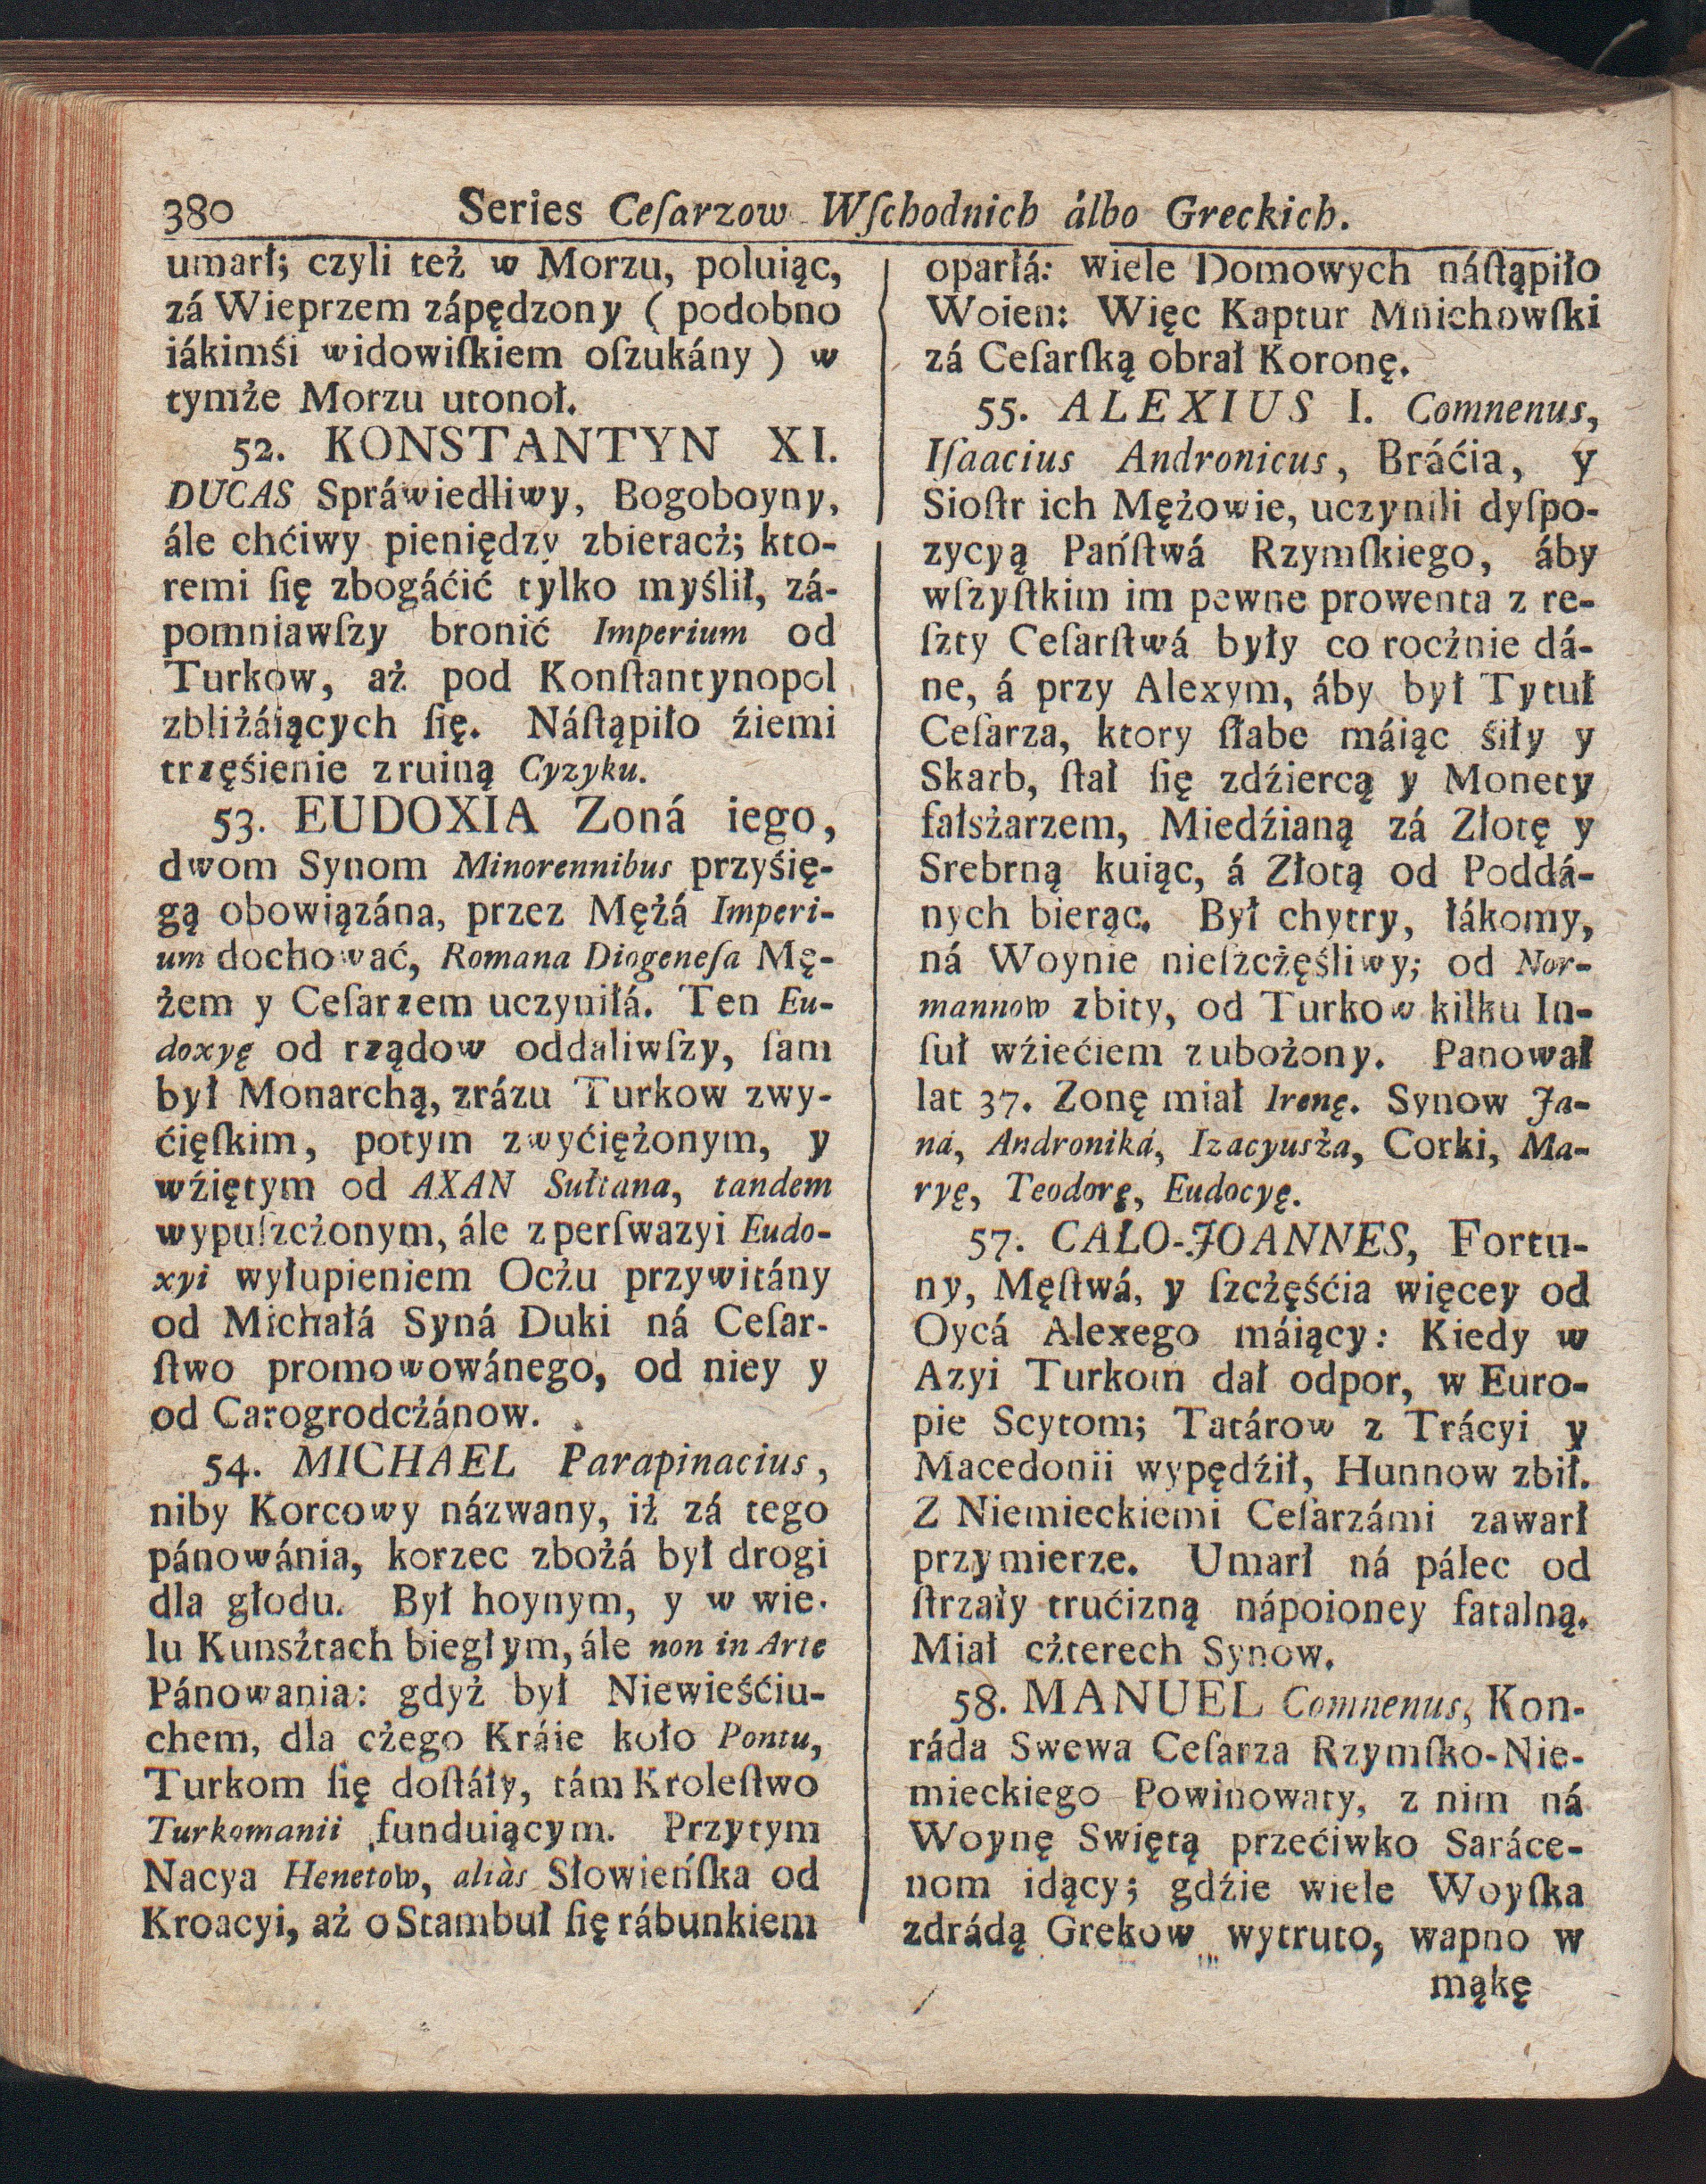 380 Series Ceſarzow Wſchodnich álbo Greckich.
umarł; czyli też w Morzu, poluiąc,
zá Wieprzem zápędzony ( podobno
iákimśi widowiſkiem oſzukány ) w
tymże Morzu utonoł.
52. KONSTANTYN XI.
DUCAS Spráwiedliwy, Bogoboyny,
ále chćiwy pieniędzy zbieracż; kto-
remi ſię zbogáćić tylko myślił, zá-
pomniawſzy bronić Imperium od
Turkow, aż pod Konſtantynopol
zbliżáiących ſię. Náſtąpiło źiemi
trzęśienie z ruiną Cyzyku.
53. EUDOXIA Zoná iego,
dwom Synom Minorennibus przyśię-
gą obowiązána, przez Mężá Imperi-
um dochować, Romana Diogeneſa Mę-
żem y Ceſarzem uczyniłá. Ten Eu-
doxyę od rządow oddaliwſzy, ſam
był Monarchą, zrázu Turkow zwy-
ćięſkim, potym zwyćiężonym, y
wźiętym od AXAN Sułtana, tandem
wypuſzcżonym, ále z perſwazyi Eudo-
xyi wyłupieniem Ocżu przywitány
od Michałá Syná Duki ná Ceſar-
ſtwo promowowánego, od niey y
od Carogrodcżánow.
54. MICHAEL Parapinacius,
niby Korcowy názwany, iż zá tego
pánowánia, korzec zbożá był drogi
dla głodu. Był hoynym, y w wie-
lu Kunsżtach biegłym, ále non in Arte
Pánowania: gdyż był Niewieśćiu-
chem, dla cżego Kráie koło Pontu,
Turkom ſię doſtáły, tám Kroleſtwo
Turkomanii funduiącym. Przytym
Nacya Henetow, aliàs Słowieńſka od
Kroacyi, aż o Stambuł ſię rábunkiem
oparłá: wiele Domowych náſtąpiło
Woien: Więc Kaptur Mnichowſki
zá Ceſarſką obrał Koronę.
55. ALEXIUS I. Comnenus,
Iſaacius Andronicus, Bráćia, y
Sioſtr ich Mężowie, uczynili dyſpo-
zycyą Pańſtwá Rzymſkiego, áby
wſzyſtkim im pewne prowenta z re-
ſzty Ceſarſtwá były co rocżnie dá-
ne, á przy Alexym, áby był Tytuł
Ceſarza, ktory ſłabe máiąc śiły y
Skarb, ſtał ſię zdźiercą y Monety
fałsżarzem, Miedźianą zá Złotę y
Srebrną kuiąc, á Złotą od Poddá-
nych bierąc. Był chytry, łákomy,
ná Woynie nieſzcżęśliwy; od Nor-
mannow zbity, od Turkow kilku In-
ſuł wźiećiem zubożony. Panował
lat 37. Zonę miał Irenę. Synow Ja-
ná, Androniká, Izacyusża, Corki, Ma-
ryę, Teodorę, Eudocyę.
57. CALO-JOANNES, Fortu-
ny, Męſtwá, y ſzcżęśćia więcey od
Oycá Alexego máiący: Kiedy w
Azyi Turkom dał odpor, w Euro-
pie Scytom; Tatárow z Trácyi y
Macedonii wypędźił, Hunnow zbił.
Z Niemieckiemi Ceſarzámi zawarł
przymierze. Umarł ná pálec od
ſtrzały trućizną nápoioney fatalną.
Miał cżterech Synow.
58. MANUEL Comnenus, Kon-
ráda Swewa Ceſarza Rzymſko-Nie-
mieckiego Powinowaty, z nim ná
Woynę Swiętą przećiwko Saráce-
nom idący; gdźie wiele Woyſka
zdrádą Grekow wytruto, wapno w
mąkę